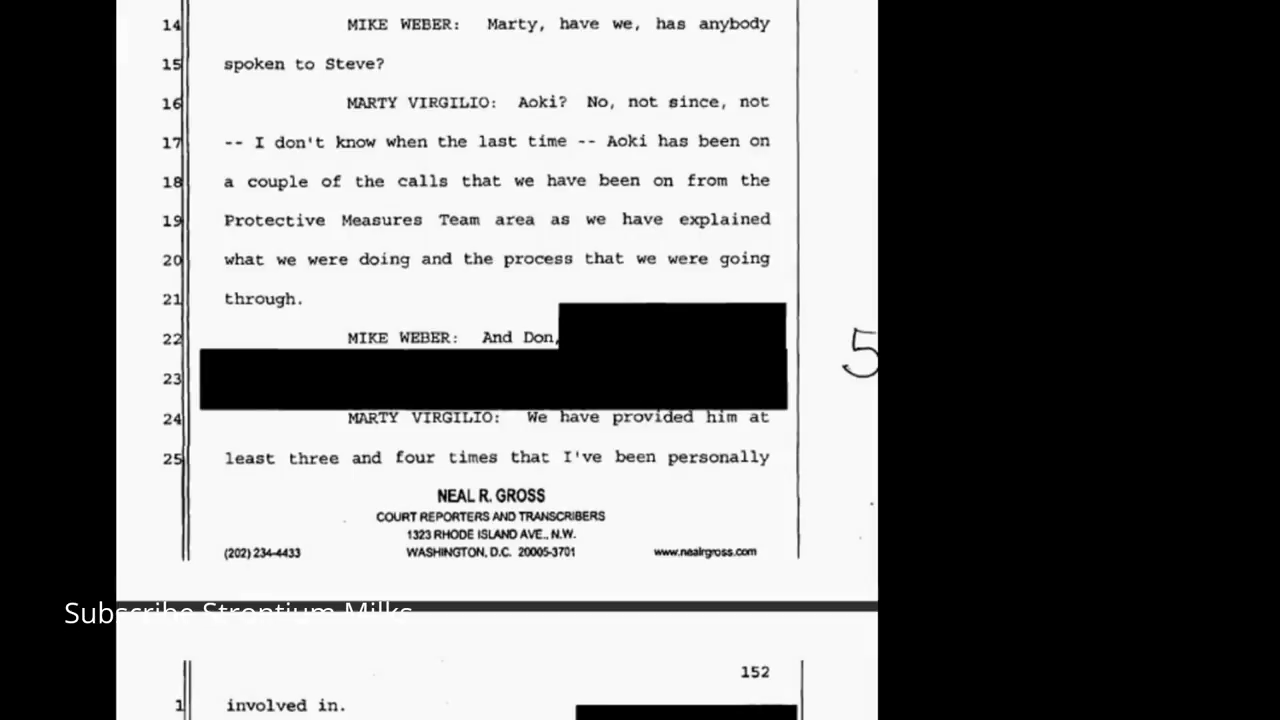 14 MIKE WEBER: Marty, have we, has anybody
15 spoken to Steve?
16 MARTY VIRGILIO: Aoki? No, not since, not
17 -- I don't know when the last time -- Aoki has been on
18 a couple of the calls that we have been on from the
19 Protective Measures Team area as we have explained
20 what we were doing and the process that we were going
21 through.
22 MIKE WEBER: And Don,
5
23
24 MARTY VIRGILIO: We have provided him at
25 least three and four times that I've been personally
NEAL R. GROSS
COURT REPORTERS AND TRANSCRIBERS
1323 RHODE ISLAND AVE., N.W.
(202) 234-4433 WASHINGTON, D.C. 20005-3701 www.nealrgross.com
Subscribe Strontium Milks
152
1 involved in.